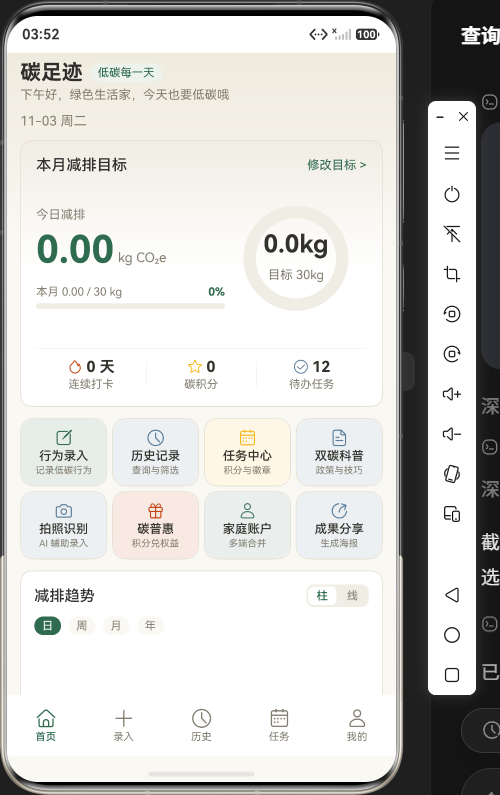 03:52
100
碳足迹
低碳每一天
下午好，绿色生活家，今天也要低碳哦
11-03 周二
本月减排目标
修改目标 >
今日减排
0.00 kg CO₂e
0.0kg
目标 30kg
本月 0.00 / 30 kg
0%
0 天
连续打卡
0
碳积分
12
待办任务
行为录入
记录低碳行为
历史记录
查询与筛选
任务中心
积分与徽章
双碳科普
政策与技巧
拍照识别
AI 辅助录入
碳普惠
积分兑权益
家庭账户
多端合并
成果分享
生成海报
减排趋势
柱
线
日
周
月
年
首页
录入
历史
任务
我的
查询
深
深
截
选
已